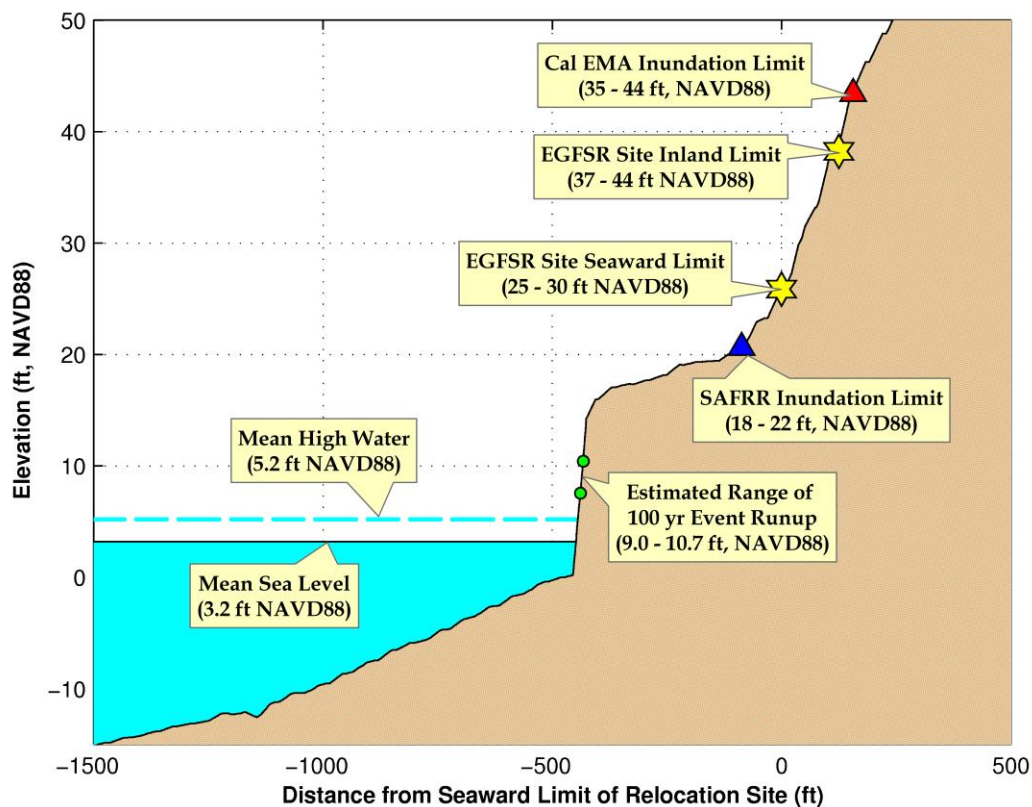 50
Cal EMA Inundation Limit
(35 - 44 ft, NAVD88)
40
EGFSR Site Inland Limit
(37 - 44 ft NAVD88)
30
EGFSR Site Seaward Limit
(25 - 30 ft NAVD88)
20
SAFRR Inundation Limit
(18 - 22 ft, NAVD88)
Mean High Water
(5.2 ft NAVD88)
10
Estimated Range of
100 yr Event Runup
(9.0 - 10.7 ft, NAVD88)
0
Mean Sea Level
(3.2 ft NAVD88)
−10
Elevation (ft, NAVD88)
−1500 −1000 −500 0 500
Distance from Seaward Limit of Relocation Site (ft)